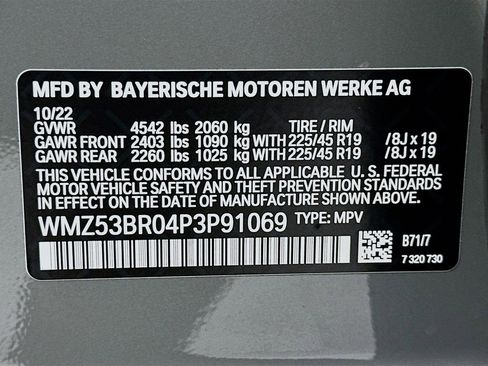 MFD BY BAYERISCHE MOTOREN WERKE AG
10/22
GVWR 4542 lbs 2060 kg TIRE / RIM
GAWR FRONT 2403 lbs 1090 kg WITH 225/45 R19 /8J x 19
GAWR REAR 2260 lbs 1025 kg WITH 225/45 R19 /8J x 19
THIS VEHICLE CONFORMS TO ALL APPLICABLE U. S. FEDERAL
MOTOR VEHICLE SAFETY, BUMPER, AND THEFT PREVENTION
STANDARDS IN EFFECT ON THE DATE OF MANUFACTURE SHOWN ABOVE.
WMZ53BR04P3P91069 TYPE: MPV
B71/7
7 320 730